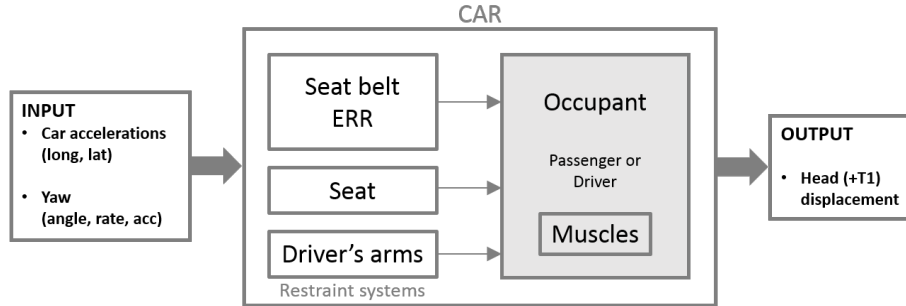 CAR
INPUT
• Car accelerations
(long, lat)
• Yaw
(angle, rate, acc)
Seat belt
ERR
Seat
Driver's arms
Restraint systems
Occupant
Passenger or
Driver
Muscles
OUTPUT
• Head (+T1)
displacement